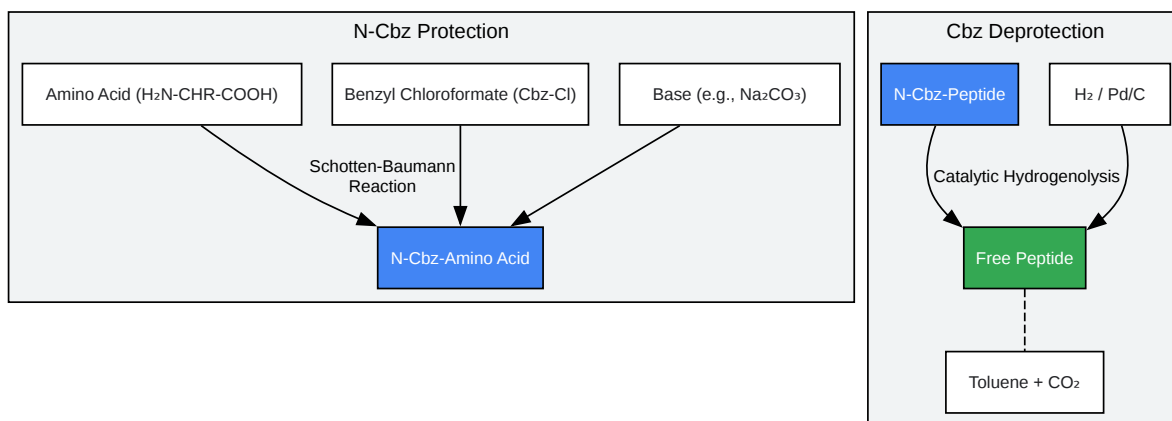 N-Cbz Protection
Amino Acid (H₂N-CHR-COOH)
Benzyl Chloroformate (Cbz-Cl)
Base (e.g., Na₂CO₃)
Schotten-Baumann
Reaction
N-Cbz-Amino Acid
Cbz Deprotection
N-Cbz-Peptide
H₂ / Pd/C
Catalytic Hydrogenolysis
Free Peptide
Toluene + CO₂